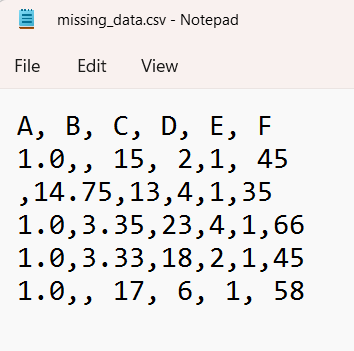 missing_data.csv - Notepad
File Edit View
A, B, C, D, E, F
1.0,, 15, 2,1, 45
,14.75,13,4,1,35
1.0,3.35,23,4,1,66
1.0,3.33,18,2,1,45
1.0,, 17, 6, 1, 58